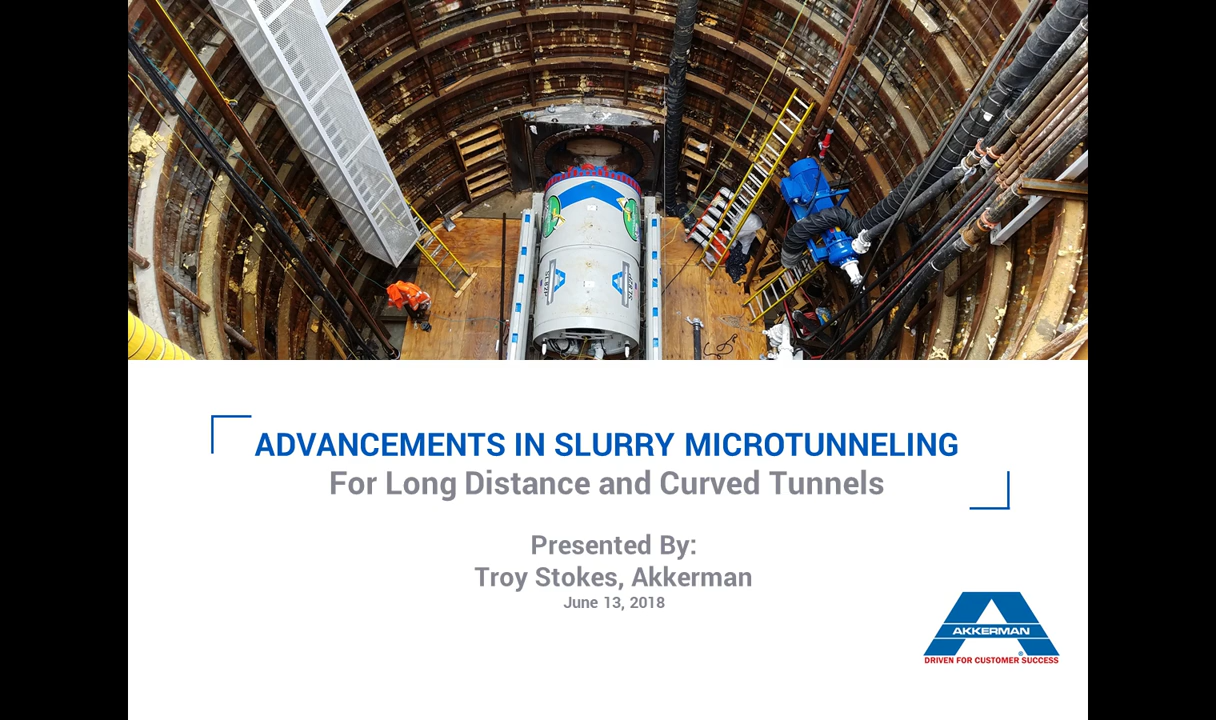 ADVANCEMENTS IN SLURRY MICROTUNNELING
For Long Distance and Curved Tunnels
Presented By:
Troy Stokes, Akkerman
June 13, 2018
AKKERMAN
®
DRIVEN FOR CUSTOMER SUCCESS